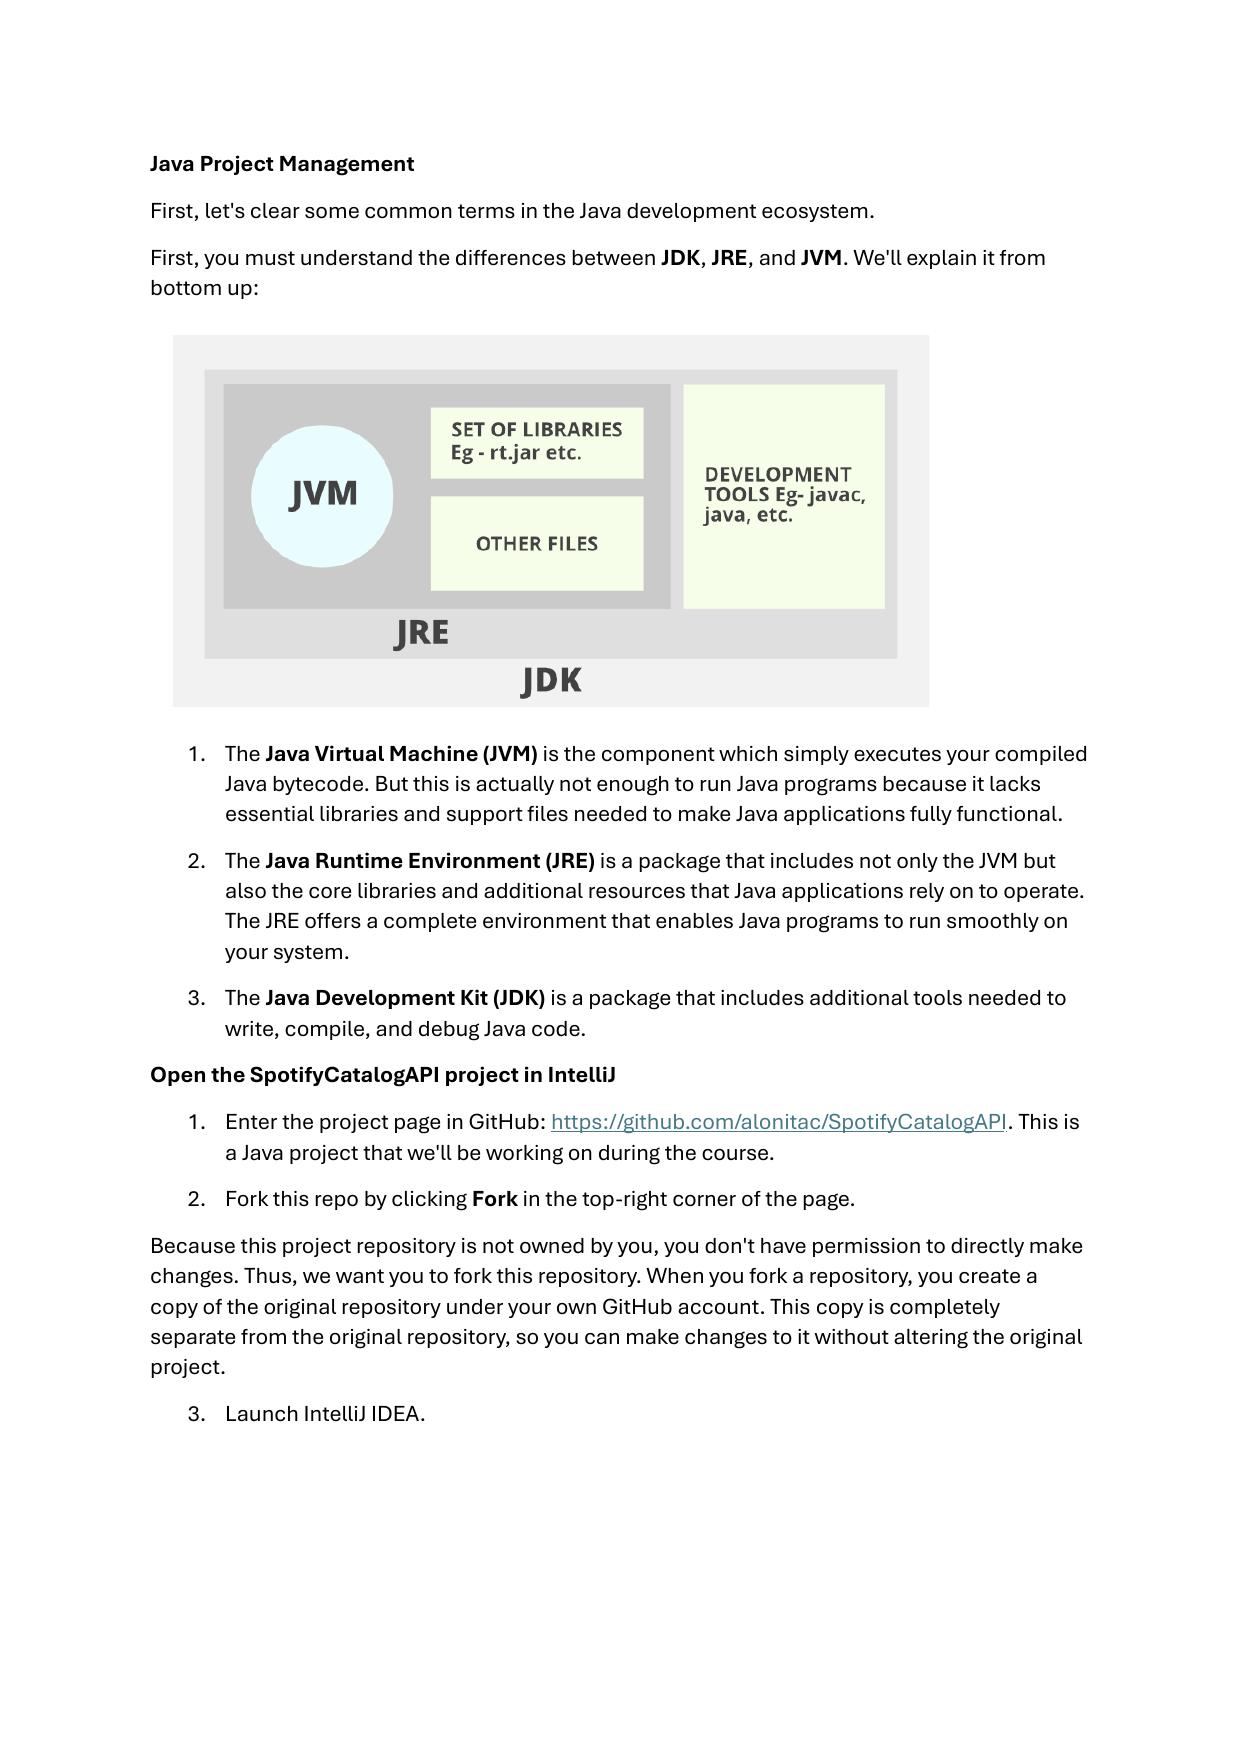 Java Project Management
First, let's clear some common terms in the Java development ecosystem.
First, you must understand the differences between JDK, JRE, and JVM. We'll explain it from
bottom up:
JVM
SET OF LIBRARIES
Eg - rt.jar etc.
OTHER FILES
DEVELOPMENT
TOOLS Eg- javac,
java, etc.
JRE
JDK
1. The Java Virtual Machine (JVM) is the component which simply executes your compiled
Java bytecode. But this is actually not enough to run Java programs because it lacks
essential libraries and support files needed to make Java applications fully functional.
2. The Java Runtime Environment (JRE) is a package that includes not only the JVM but
also the core libraries and additional resources that Java applications rely on to operate.
The JRE offers a complete environment that enables Java programs to run smoothly on
your system.
3. The Java Development Kit (JDK) is a package that includes additional tools needed to
write, compile, and debug Java code.
Open the SpotifyCatalogAPI project in IntelliJ
1. Enter the project page in GitHub: https://github.com/alonitac/SpotifyCatalogAPI. This is
a Java project that we'll be working on during the course.
2. Fork this repo by clicking Fork in the top-right corner of the page.
Because this project repository is not owned by you, you don't have permission to directly make
changes. Thus, we want you to fork this repository. When you fork a repository, you create a
copy of the original repository under your own GitHub account. This copy is completely
separate from the original repository, so you can make changes to it without altering the original
project.
3. Launch IntelliJ IDEA.